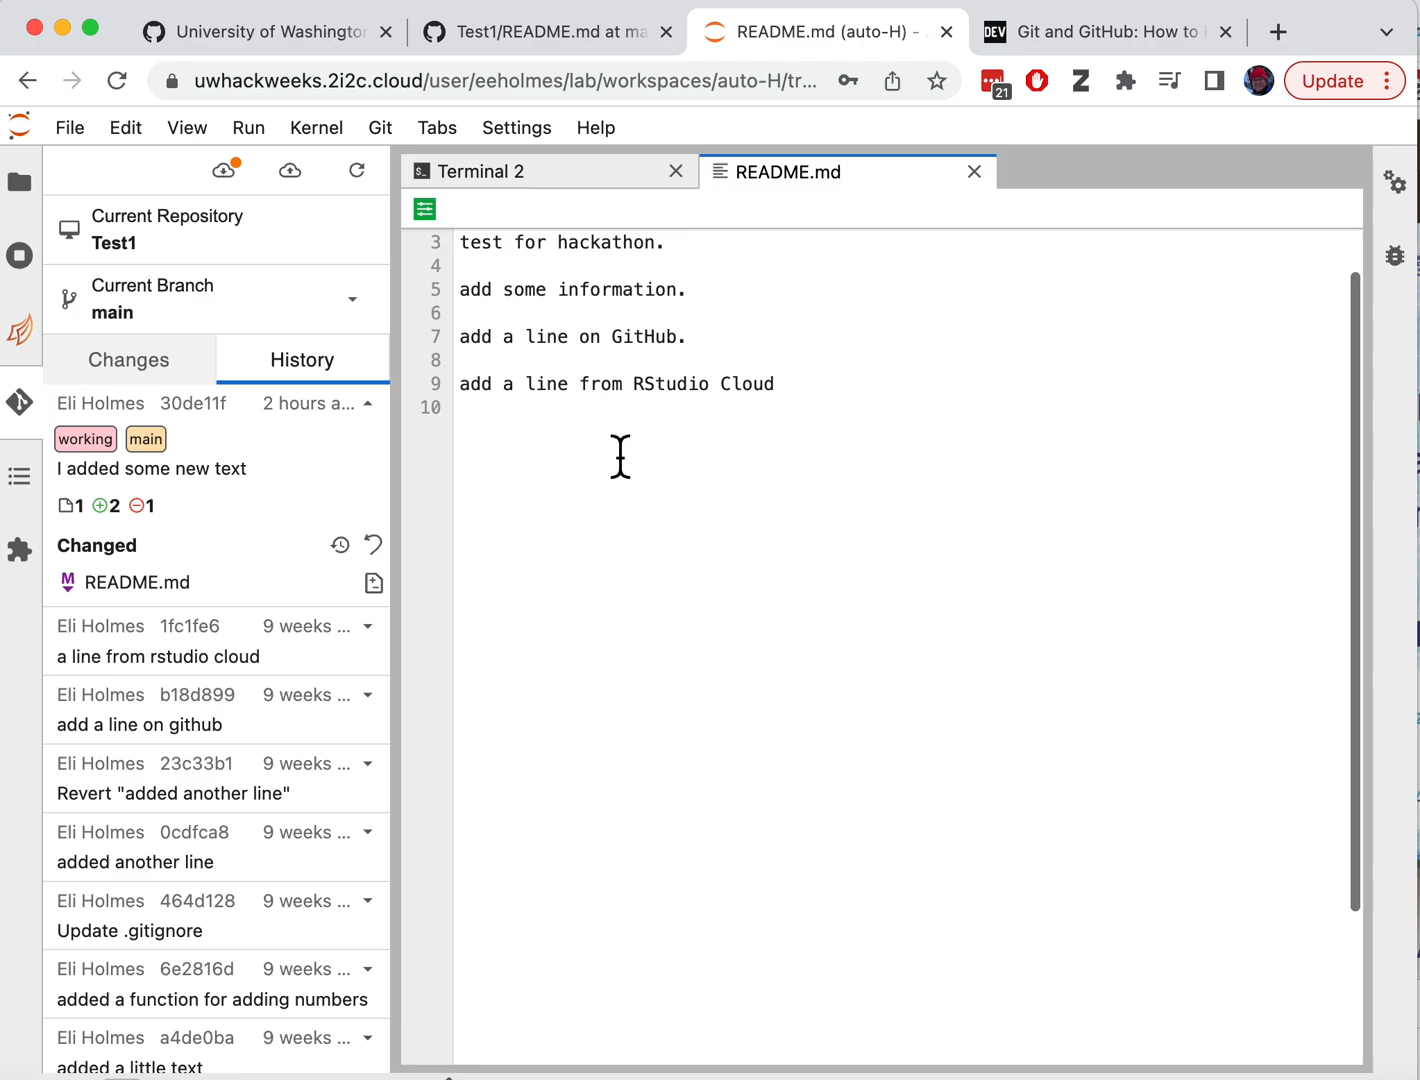 University of Washington
Test1/README.md at ma
README.md (auto-H) -
DEV
Git and GitHub: How to
uwhackweeks.2i2c.cloud/user/eeholmes/lab/workspaces/auto-H/tr...
21
Z
Update
File Edit View Run Kernel Git Tabs Settings Help
Current Repository
Test1
Current Branch
main
Changes
History
Eli Holmes 30de11f 2 hours a...
working main
I added some new text
1 2 1
Changed
M README.md
Eli Holmes 1fc1fe6 9 weeks ...
a line from rstudio cloud
Eli Holmes b18d899 9 weeks ...
add a line on github
Eli Holmes 23c33b1 9 weeks ...
Revert "added another line"
Eli Holmes 0cdfca8 9 weeks ...
added another line
Eli Holmes 464d128 9 weeks ...
Update .gitignore
Eli Holmes 6e2816d 9 weeks ...
added a function for adding numbers
Eli Holmes a4de0ba 9 weeks ...
added a little text
Terminal 2
README.md
3 test for hackathon.
4
5 add some information.
6
7 add a line on GitHub.
8
9 add a line from RStudio Cloud
10